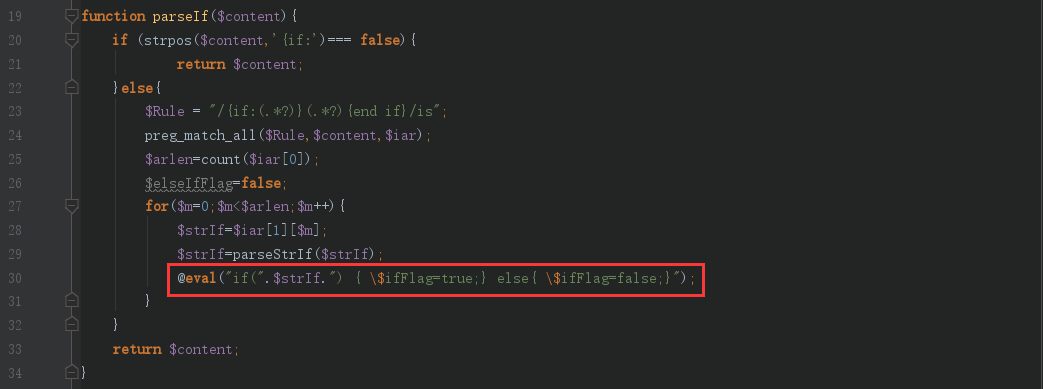 19 function parseIf($content){
20 if (strpos($content,'{if:')=== false){
21 return $content;
22 }else{
23 $Rule = "/{if:(.*?)}(.*?){end if}/is";
24 preg_match_all($Rule,$content,$iar);
25 $arlen=count($iar[0]);
26 $elseIfFlag=false;
27 for($m=0;$m<$arlen;$m++){
28 $strIf=$iar[1][$m];
29 $strIf=parseStrIf($strIf);
30 @eval("if(".$strIf.") { \$ifFlag=true;} else{ \$ifFlag=false;}");
31 }
32 }
33 return $content;
34 }